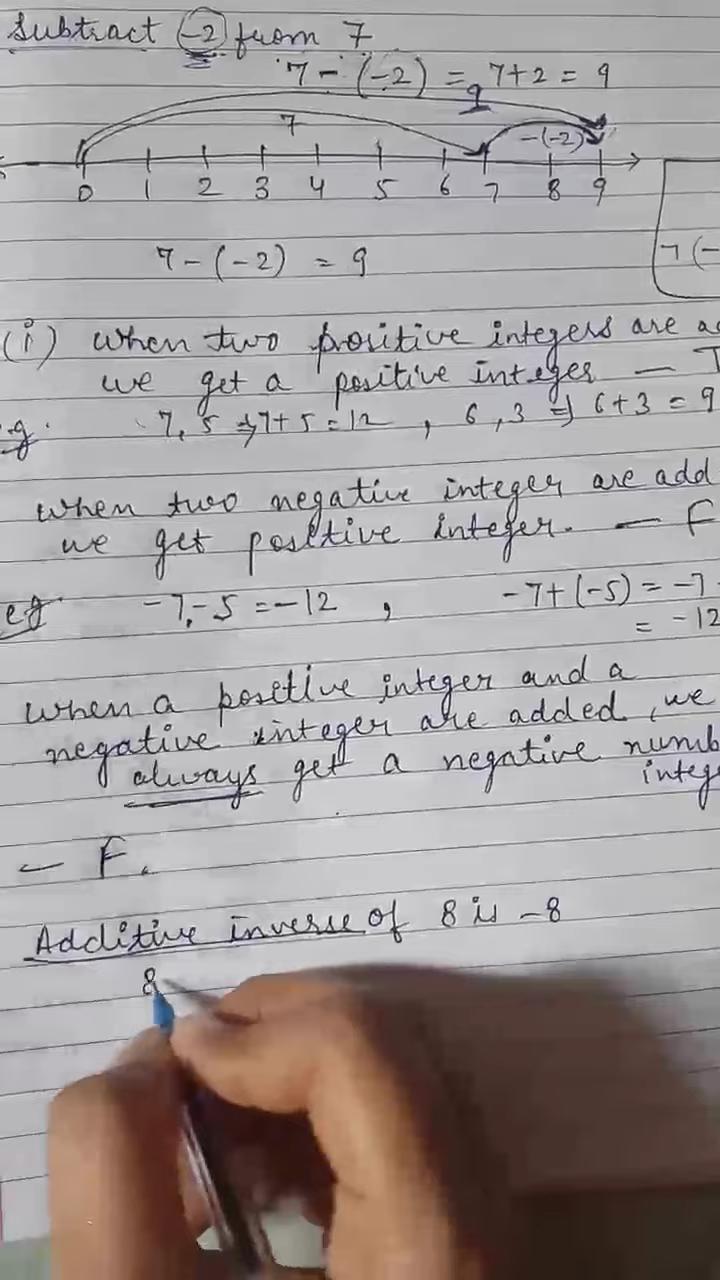 Subtract (-2) from 7
7 - (-2) = 7+2 = 9
9
7
-(-2)
0 1 2 3 4 5 6 7 8 9
7 - (-2) = 9
7 (-
(i) When two positive integers are a
we get a positive integer — T
e.g. 7, 5 ⇒ 7+5 = 12 , 6, 3 ⇒ 6+3 = 9
When two negative integer are add
we get positive integer. — F
eg -7, -5 = -12 , -7+(-5) = -7
= -12
When a positive integer and a
negative integer are added, we
always get a negative numb
integ
— F.
Additive inverse of 8 is -8
8